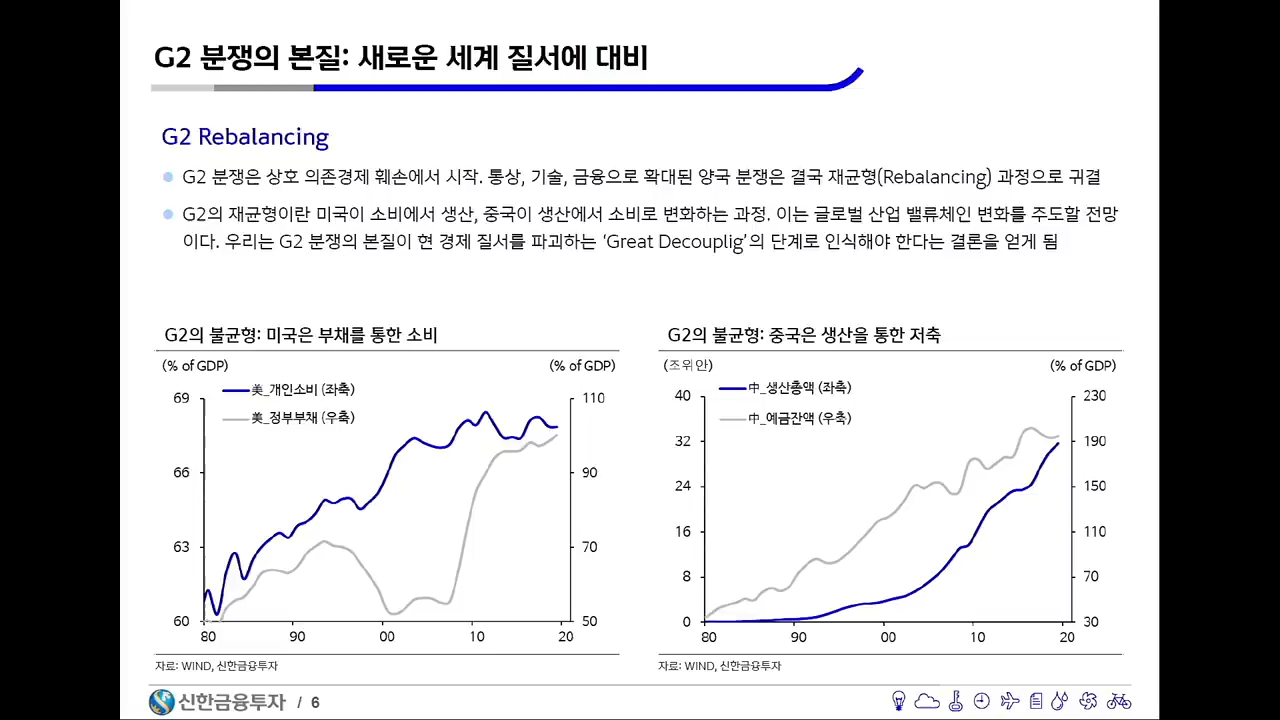 G2 분쟁의 본질: 새로운 세계 질서에 대비
G2 Rebalancing
G2 분쟁은 상호 의존경제 훼손에서 시작. 통상, 기술, 금융으로 확대된 양국 분쟁은 결국 재균형(Rebalancing) 과정으로 귀결
G2의 재균형이란 미국이 소비에서 생산, 중국이 생산에서 소비로 변화하는 과정. 이는 글로벌 산업 밸류체인 변화를 주도할 전망
이다. 우리는 G2 분쟁의 본질이 현 경제 질서를 파괴하는 ‘Great Decouplig’의 단계로 인식해야 한다는 결론을 얻게 됨
G2의 불균형: 미국은 부채를 통한 소비
(% of GDP)
(% of GDP)
美_개인소비 (좌축)
美_정부부채 (우축)
69
66
63
60
110
90
70
50
80
90
00
10
20
자료: WIND, 신한금융투자
G2의 불균형: 중국은 생산을 통한 저축
(조위안)
(% of GDP)
中_생산총액 (좌축)
中_예금잔액 (우축)
40
32
24
16
8
0
230
190
150
110
70
30
80
90
00
10
20
자료: WIND, 신한금융투자
신한금융투자 / 6